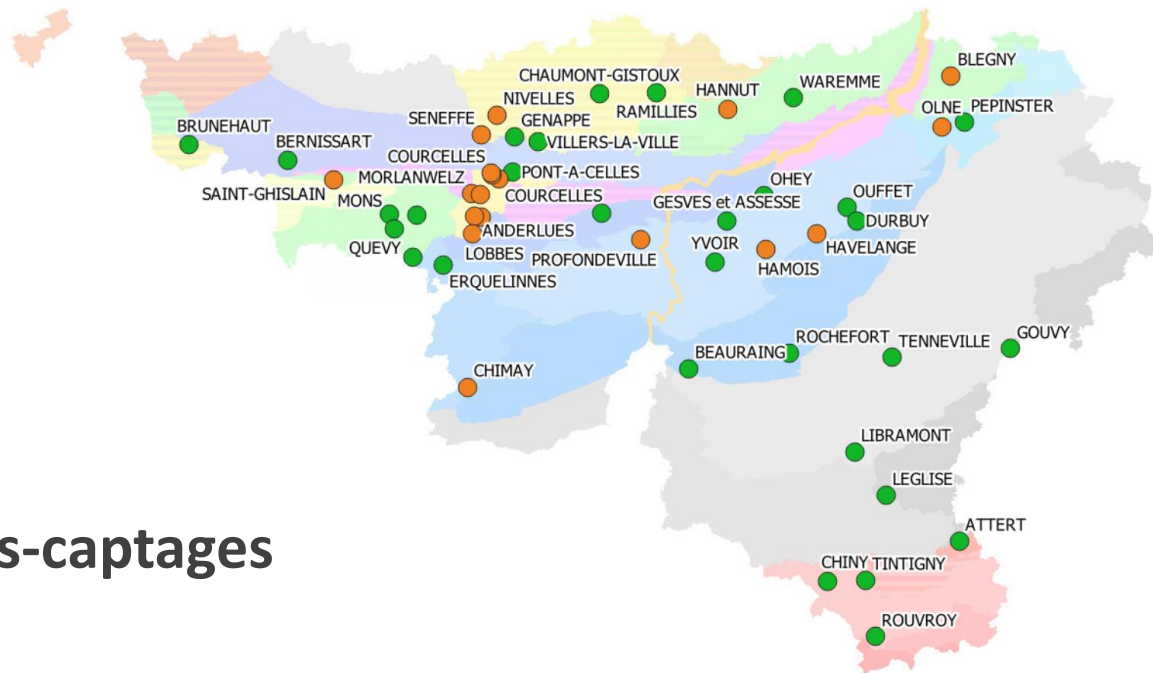 BLEGNY
CHAUMONT-GISTOUX
WAREMME
HANNUT
NIVELLES
RAMILLIES
OLNE
PEPINSTER
SENEFFE
GENAPPE
BRUNEHAUT
BERNISSART
VILLERS-LA-VILLE
COURCELLES
PONT-A-CELLES
MORLANWELZ
OHEY
SAINT-GHISLAIN
COURCELLES
OUFFET
MONS
GESVES et ASSESSE
DURBUY
ANDERLUES
YVOIR
HAVELANGE
QUEVY
LOBBES
PROFONDEVILLE
HAMOIS
ERQUELINNES
GOUVY
ROCHEFORT
TENNEVILLE
BEAURAING
CHIMAY
LIBRAMONT
LEGLISE
ATTERT
s-captages
CHINY
TINTIGNY
ROUVROY